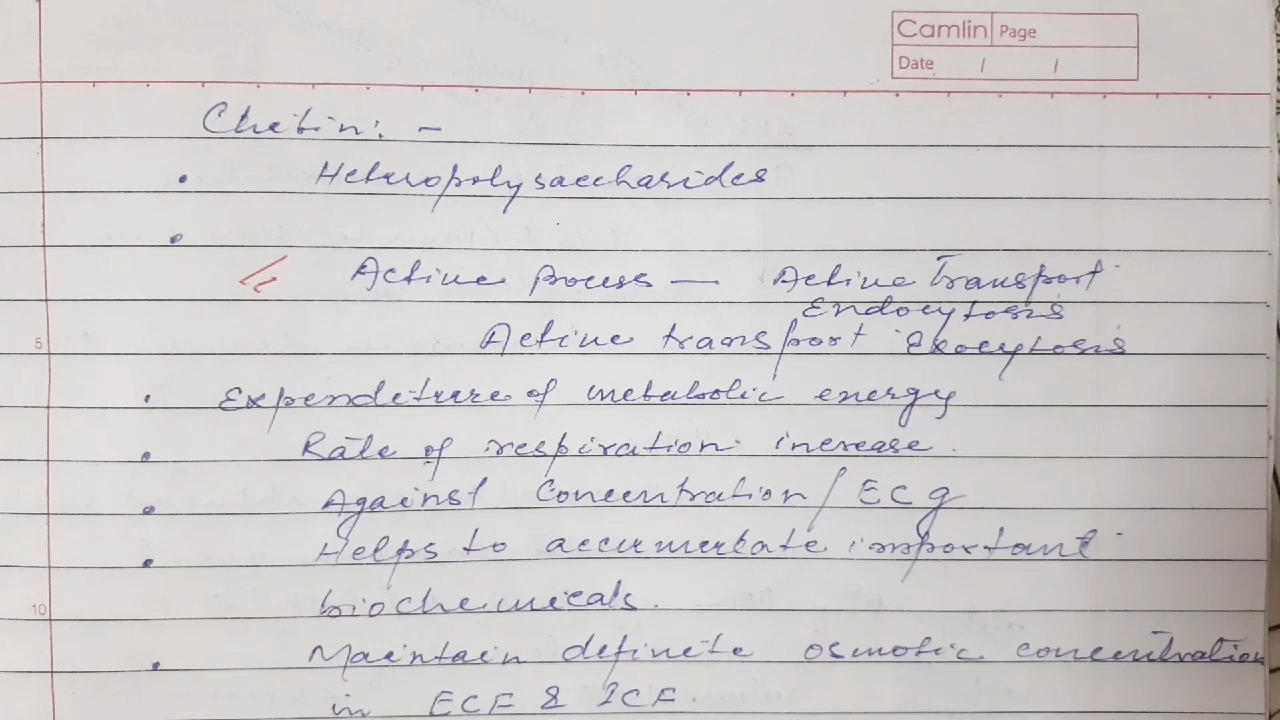 Camlin Page
Date / /
Chetin: -
Heteropolysaccharides
Active Process — Active Transport
Endocytosis
Active transport Exocytosis
5
Expenditure of metabolic energy
Rate of respiration increase.
Against Concentration / ECg
Helps to accumulate important
10
biochemicals.
Maintain definite osmotic concentration
in ECF & ICF.